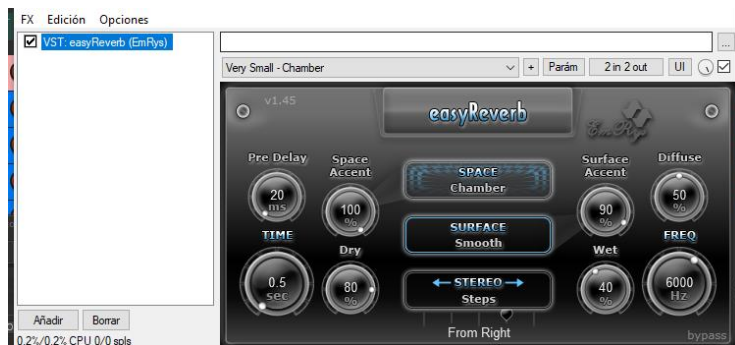 FX Edición Opciones
VST: easyReverb (EmRys)
...
Very Small - Chamber
+
Parám
2 in 2 out
UI
v1.45
easyReverb
EmRys
Pre Delay
Space
Accent
SPACE
Chamber
Surface
Accent
Diffuse
20
ms
100
%
90
%
50
%
SURFACE
Smooth
TIME
Dry
Wet
FREQ
0.5
sec
80
%
STEREO
Steps
40
%
6000
Hz
From Right
bypass
Añadir
Borrar
0.2%/0.2% CPU 0/0 spls